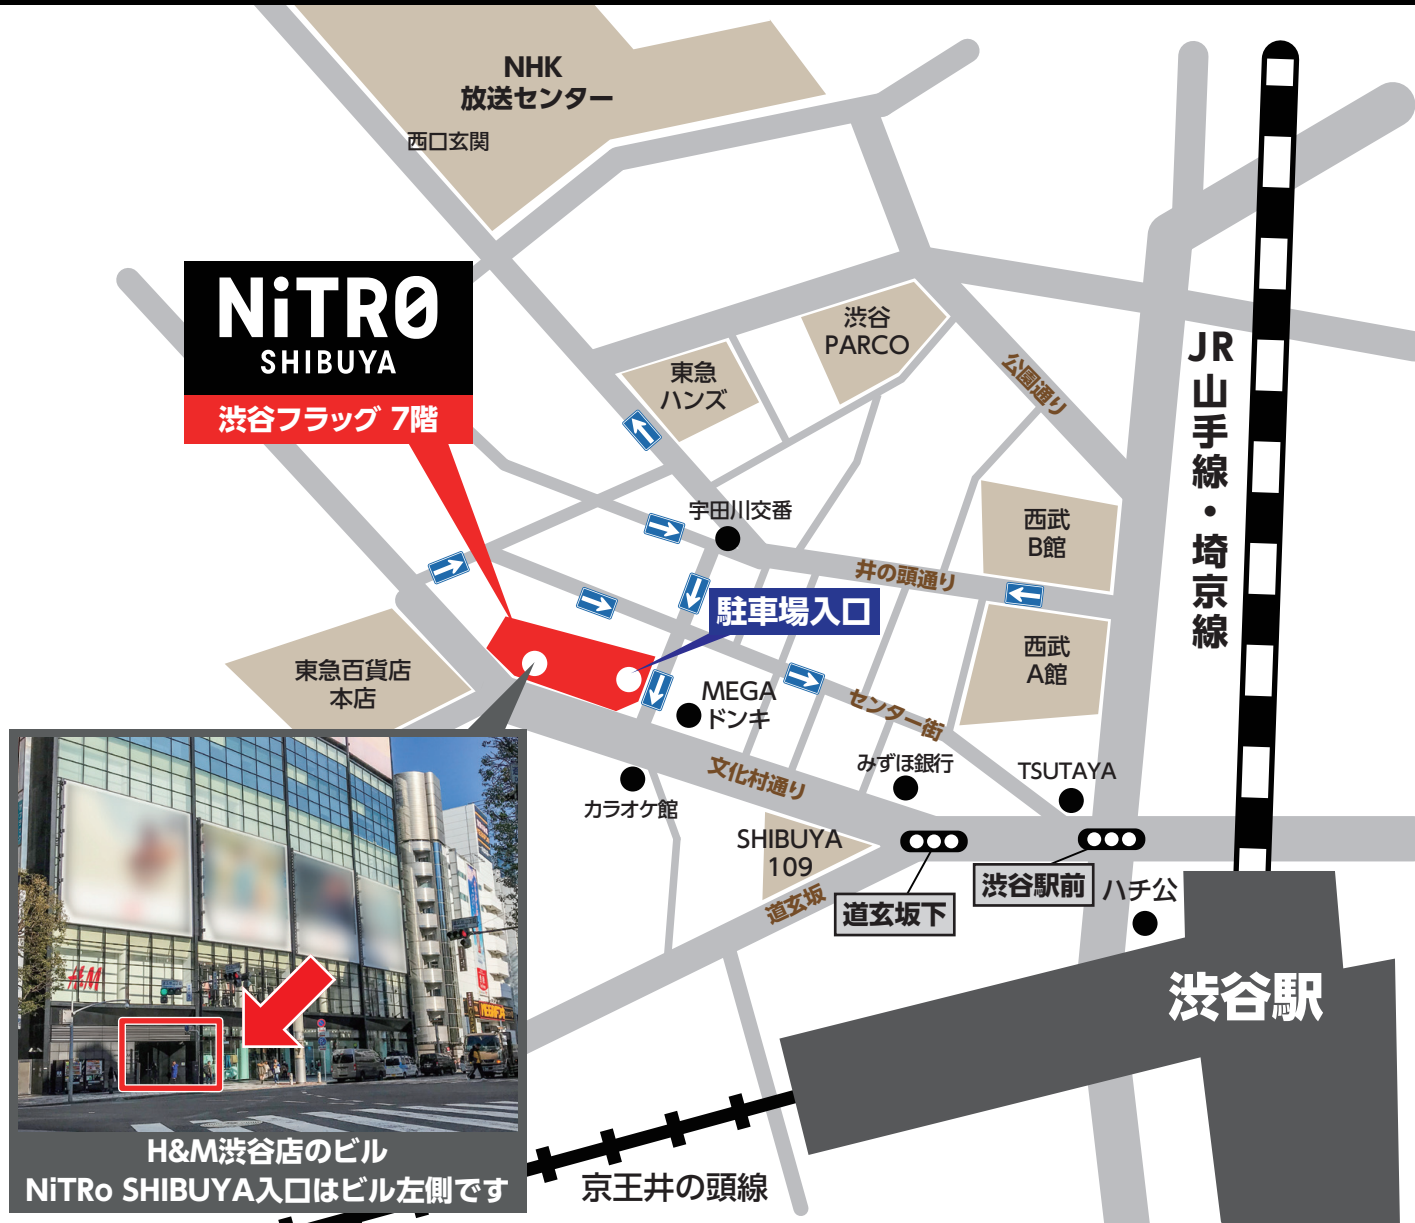 NHK
放送センター
西口玄関
NiTRO
SHIBUYA
渋谷フラッグ 7階
渋谷
PARCO
東急
ハンズ
公園通り
JR山手線・埼京線
宇田川交番
西武
B館
井の頭通り
駐車場入口
西武
A館
東急百貨店
本店
MEGA
ドンキ
センター街
文化村通り
みずほ銀行
TSUTAYA
カラオケ館
SHIBUYA
109
道玄坂
道玄坂下
渋谷駅前
ハチ公
渋谷駅
H&M
H&M渋谷店のビル
NiTRo SHIBUYA入口はビル左側です
京王井の頭線